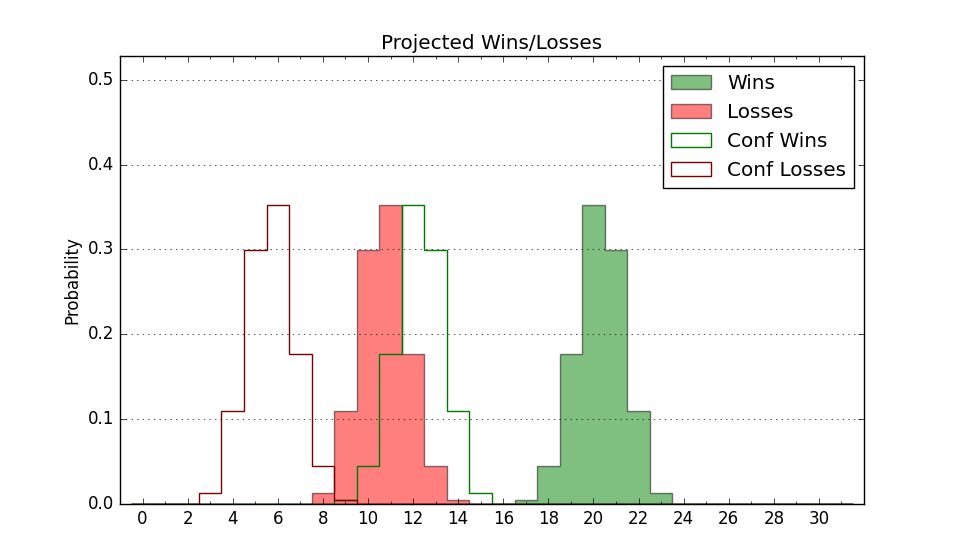 Projected Wins/Losses
Probability
0.5
0.4
0.3
0.2
0.1
0.0
0 2 4 6 8 10 12 14 16 18 20 22 24 26 28 30
Wins
Losses
Conf Wins
Conf Losses